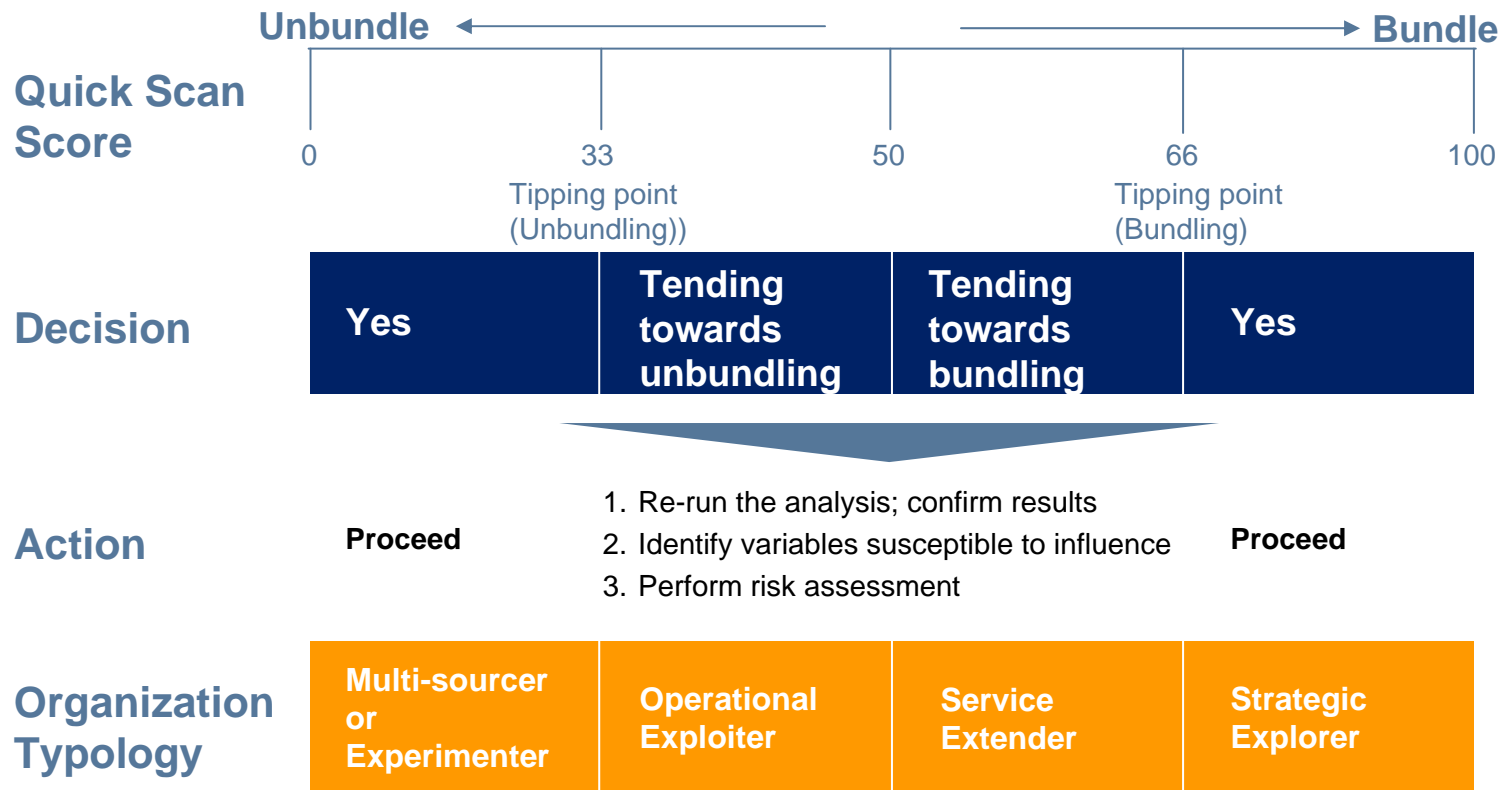 Unbundle
Bundle
Quick Scan
Score
0
33
50
66
100
Tipping point
(Unbundling))
Tipping point
(Bundling)
Decision
Yes
Tending
towards
unbundling
Tending
towards
bundling
Yes
Action
Proceed
1. Re-run the analysis; confirm results
2. Identify variables susceptible to influence
3. Perform risk assessment
Proceed
Organization
Typology
Multi-sourcer
or
Experimenter
Operational
Exploiter
Service
Extender
Strategic
Explorer